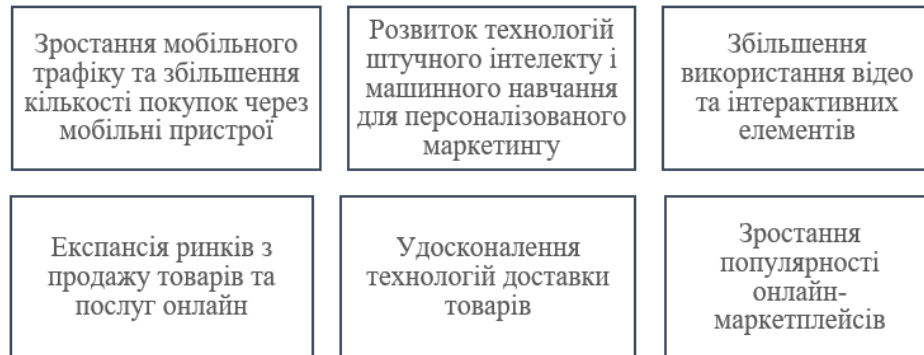 Зростання мобільного
трафіку та збільшення
кількості покупок через
мобільні пристрої
Розвиток технологій
штучного інтелекту і
машинного навчання
для персоналізованого
маркетингу
Збільшення
використання відео
та інтерактивних
елементів
Експансія ринків з
продажу товарів та
послуг онлайн
Удосконалення
технологій доставки
товарів
Зростання
популярності
онлайн-
маркетплейсів